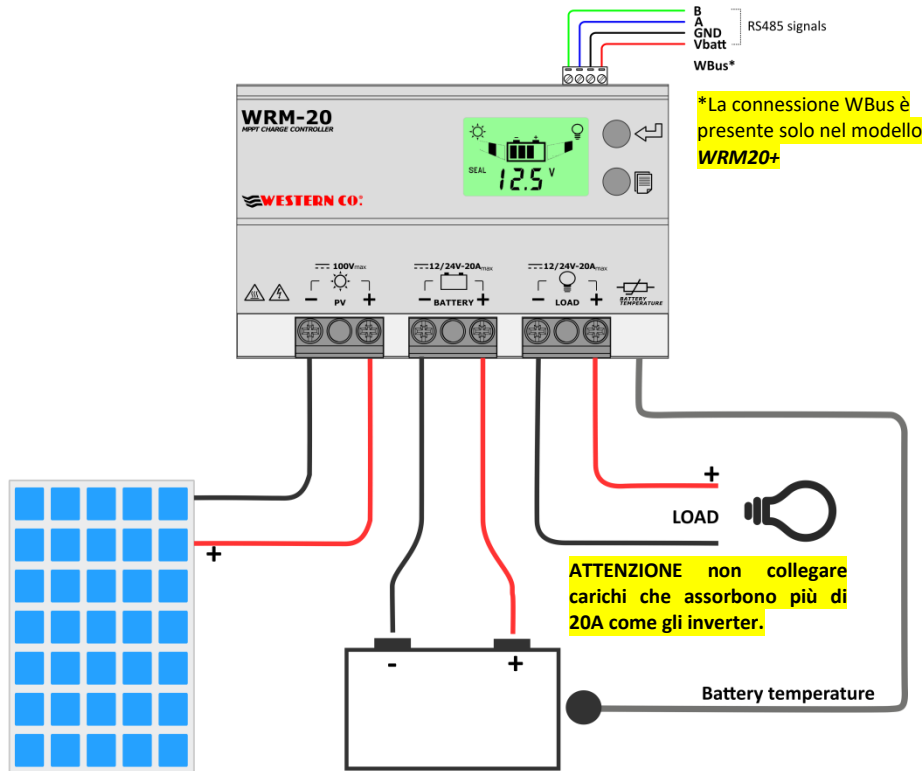 B
A
GND
Vbatt
RS485 signals
WBus*
*La connessione WBus è
presente solo nel modello
WRM20+
WRM-20
MPPT CHARGE CONTROLLER
SEAL 12.5 V
WESTERN CO.
100Vmax
PV
12/24V-20Amax
BATTERY
12/24V-20Amax
LOAD
BATTERY
TEMPERATURE
- + - + - +
+
+
LOAD
ATTENZIONE non collegare
carichi che assorbono più di
20A come gli inverter.
- +
Battery temperature